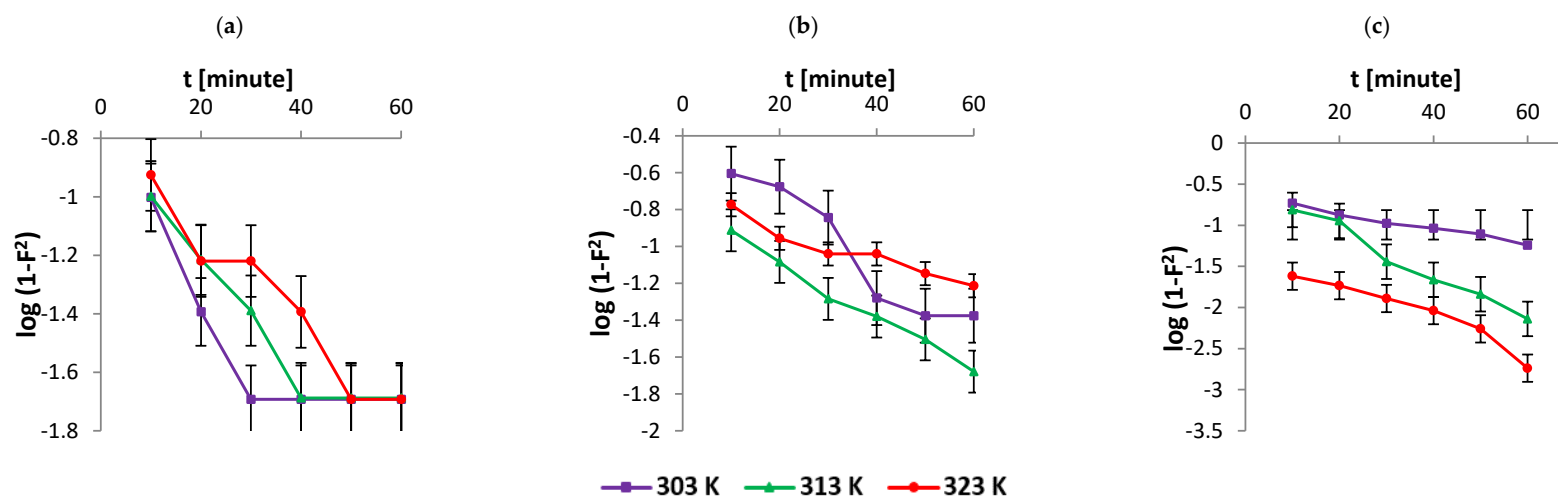 (a)
t [minute]
0 20 40 60
-0.8
-1
-1.2
-1.4
-1.6
-1.8
log (1-F²)
(b)
t [minute]
0 20 40 60
-0.4
-0.6
-0.8
-1
-1.2
-1.4
-1.6
-1.8
-2
log (1-F²)
(c)
t [minute]
0 20 40 60
0
-0.5
-1
-1.5
-2
-2.5
-3
-3.5
log (1-F²)
303 K 313 K 323 K